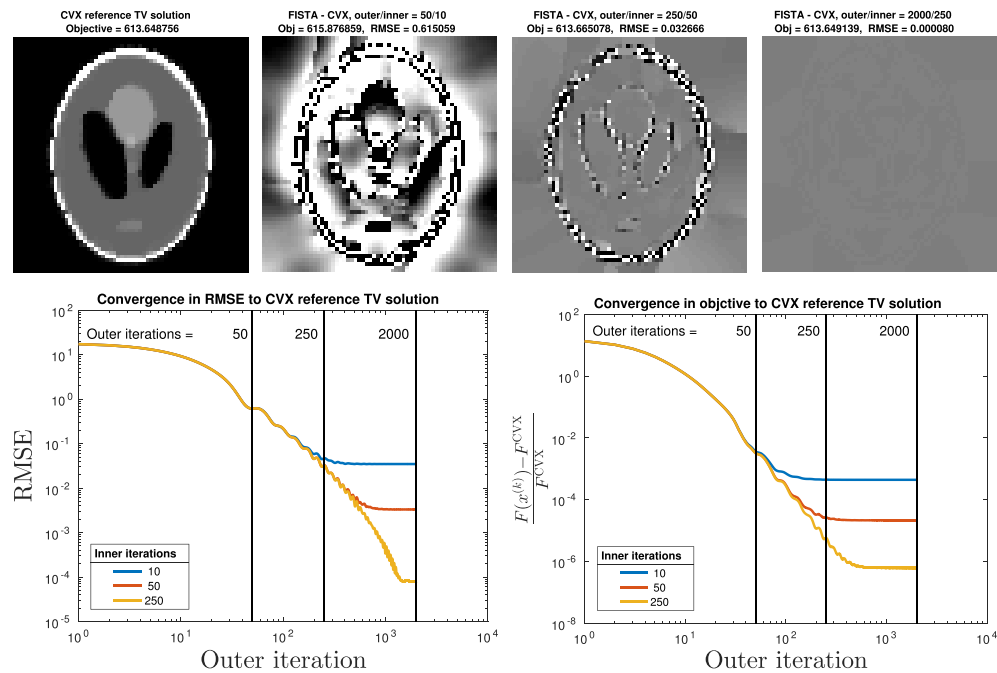 CVX reference TV solution
Objective = 613.648756
FISTA - CVX, outer/inner = 50/10
Obj = 615.876859, RMSE = 0.615059
FISTA - CVX, outer/inner = 250/50
Obj = 613.665078, RMSE = 0.032666
FISTA - CVX, outer/inner = 2000/250
Obj = 613.649139, RMSE = 0.000080
Convergence in RMSE to CVX reference TV solution
Outer iterations = 50 250 2000
10^2
10^1
10^0
10^-1
10^-2
10^-3
10^-4
10^-5
RMSE
Inner iterations
10
50
250
10^0 10^1 10^2 10^3 10^4
Outer iteration
Convergence in objctive to CVX reference TV solution
Outer iterations = 50 250 2000
10^2
10^0
10^-2
10^-4
10^-6
10^-8
F(x^(k))−F^CVX
F^CVX
Inner iterations
10
50
250
10^0 10^1 10^2 10^3 10^4
Outer iteration